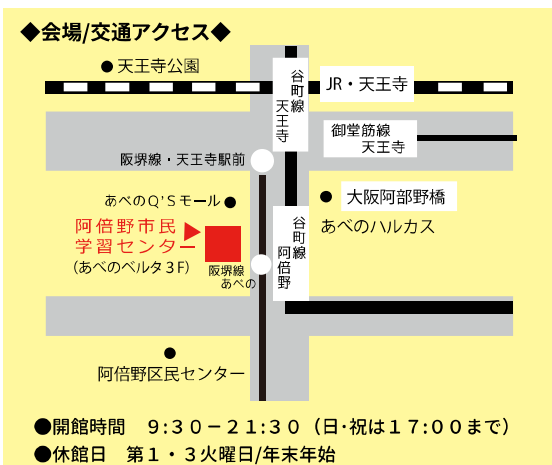 ◆会場/交通アクセス◆
●天王寺公園
谷町線
天王寺
JR・天王寺
御堂筋線
天王寺
阪堺線・天王寺駅前
あべのQ'Sモール●
●大阪阿部野橋
あべのハルカス
阿倍野市民
学習センター
(あべのベルタ3F)
阪堺線
あべの
谷町線
阿倍野
●
阿倍野区民センター
●開館時間　9:30−21:30（日・祝は17:00まで）
●休館日　第1・3火曜日/年末年始